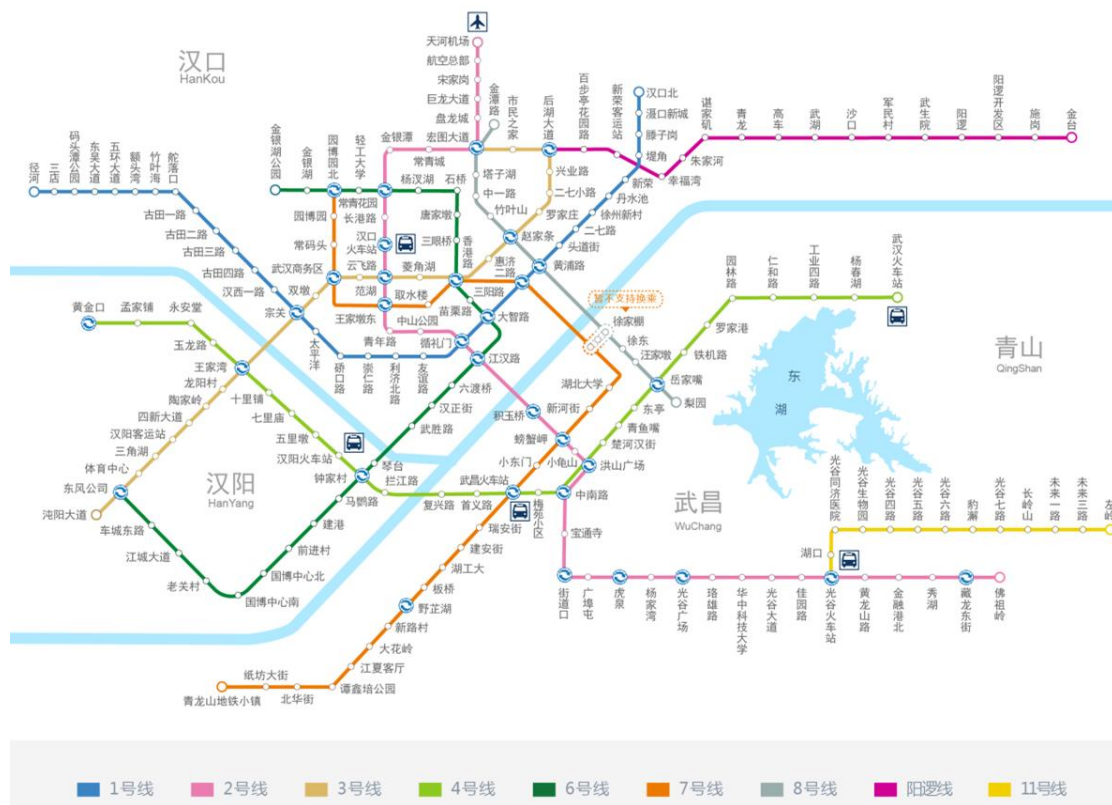 汉口
HanKou
天河机场
航空总部
宋家岗
巨龙大道
盘龙城
宏图大道
金潭路
市民之家
后湖大道
百步亭花园路
新荣客运站
汉口北
滠口新城
滕子岗
堤角
新荣
丹水池
徐州新村
二七路
头道街
黄浦路
谌家矶
青龙
高车
武湖
沙口
军民村
武生院
阳逻
阳逻开发区
施岗
金台
朱家河
幸福湾
径河
三店
码头潭公园
东吴大道
五环大道
额头湾
竹叶海
舵落口
古田一路
古田二路
古田三路
古田四路
汉西一路
宗关
太平洋
硚口路
崇仁路
利济北路
友谊路
循礼门
大智路
三阳路
金银湖公园
金银湖
园博园北
轻工大学
常青花园
杨汊湖
石桥
唐家墩
三眼桥
香港路
苗栗路
江汉路
六渡桥
汉正街
武胜路
琴台
金银潭
常青城
长港路
汉口火车站
范湖
王家墩东
青年路
中山公园
积玉桥
螃蟹岬
小龟山
洪山广场
中南路
宝通寺
街道口
广埠屯
虎泉
杨家湾
光谷广场
珞雄路
华中科技大学
光谷大道
佳园路
光谷火车站
黄龙山路
金融港北
秀湖
藏龙东街
佛祖岭
塔子湖
中一路
竹叶山
赵家条
兴业路
二七小路
罗家庄
惠济二路
菱角湖
云飞路
武汉商务区
双墩
园博园
常码头
取水楼
暂不支持换乘
徐家棚
徐东
汪家墩
岳家嘴
梨园
湖北大学
新河街
小东门
武昌火车站
瑞安街
建安街
湖工大
板桥
野芷湖
新路村
大花岭
江夏客厅
谭鑫培公园
北华街
纸坊大街
青龙山地铁小镇
武汉火车站
杨春湖
工业四路
仁和路
园林路
罗家港
铁机路
东亭
青鱼嘴
楚河汉街
梅苑小区
首义路
复兴路
拦江路
钟家村
汉阳火车站
五里墩
七里庙
十里铺
王家湾
玉龙路
永安堂
孟家铺
黄金口
龙阳村
陶家岭
四新大道
汉阳客运站
三角湖
体育中心
东风公司
沌阳大道
车城东路
江城大道
老关村
国博中心南
国博中心北
前进村
建港
马鹦路
汉阳
HanYang
武昌
WuChang
青山
QingShan
东湖
湖口
光谷同济医院
光谷生物园
光谷四路
光谷五路
光谷六路
豹澥
光谷七路
长岭山
未来一路
未来三路
左岭
1号线
2号线
3号线
4号线
6号线
7号线
8号线
阳逻线
11号线